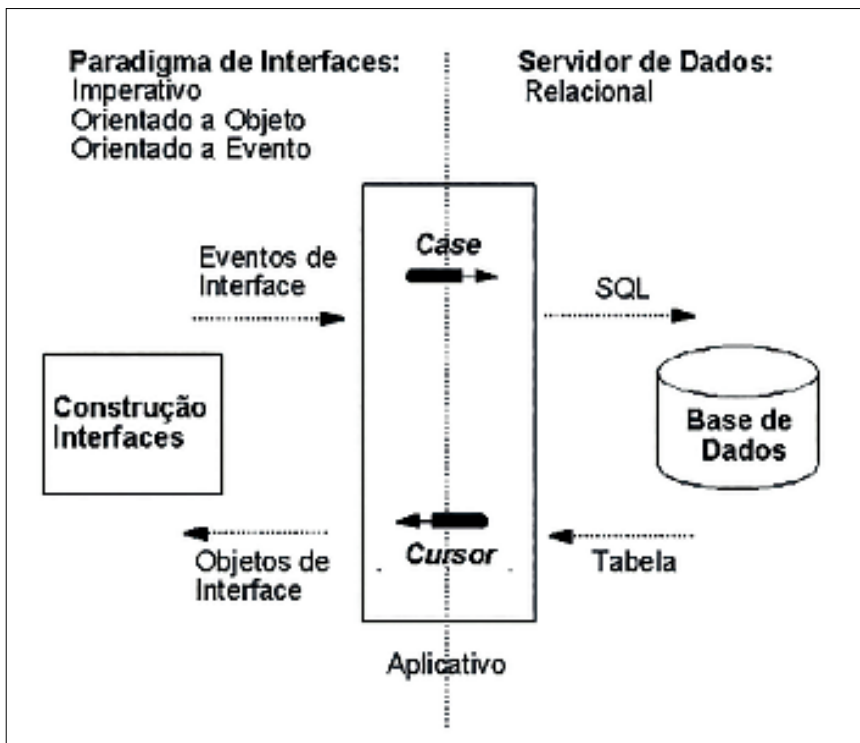 Paradigma de Interfaces:
Imperativo
Orientado a Objeto
Orientado a Evento
Servidor de Dados:
Relacional
Case
Eventos de
Interface
SQL
Construção
Interfaces
Base de
Dados
Cursor
Objetos de
Interface
Tabela
Aplicativo